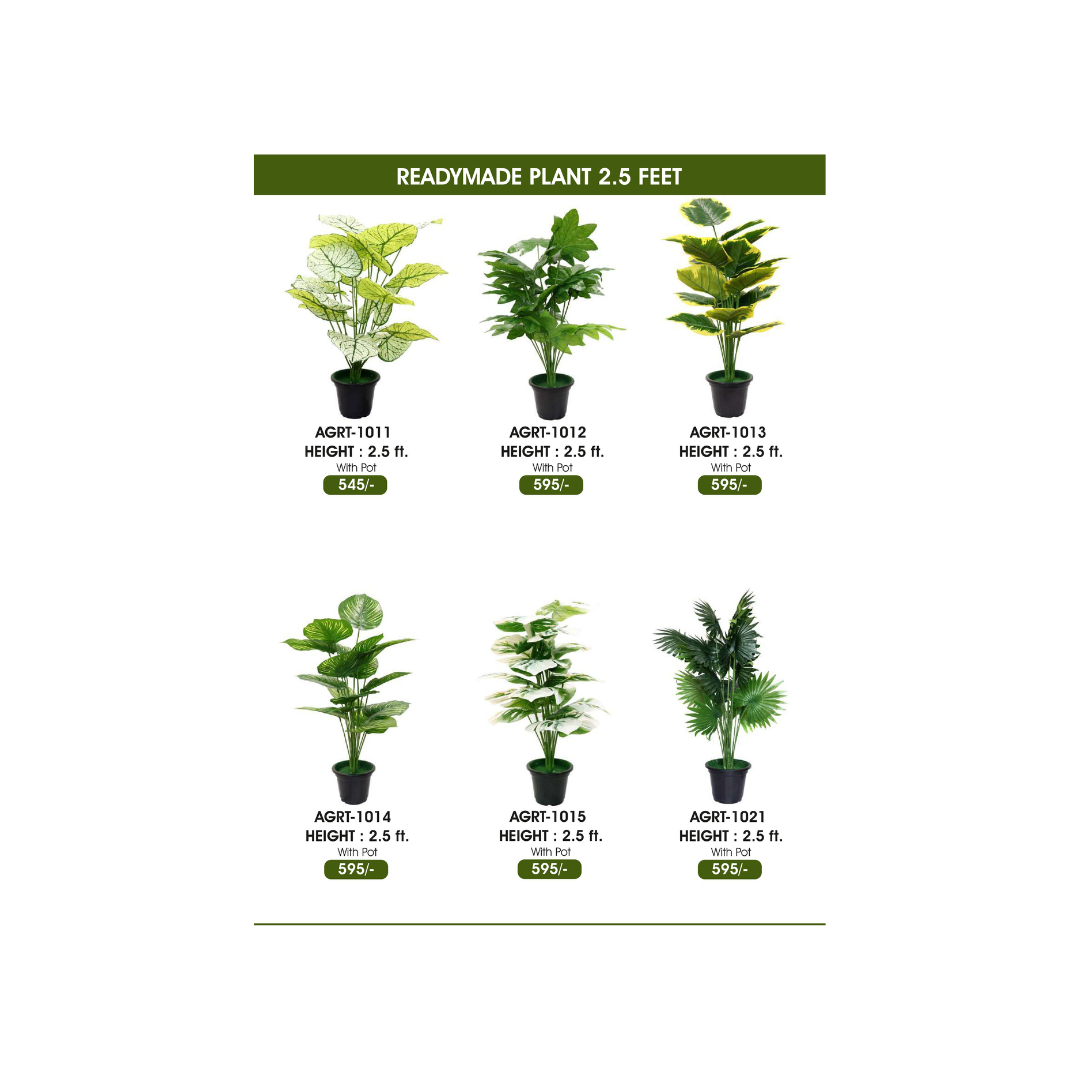 READYMADE PLANT 2.5 FEET
AGRT-1011
HEIGHT : 2.5 ft.
With Pot
545/-
AGRT-1012
HEIGHT : 2.5 ft.
With Pot
595/-
AGRT-1013
HEIGHT : 2.5 ft.
With Pot
595/-
AGRT-1014
HEIGHT : 2.5 ft.
With Pot
595/-
AGRT-1015
HEIGHT : 2.5 ft.
With Pot
595/-
AGRT-1021
HEIGHT : 2.5 ft.
With Pot
595/-